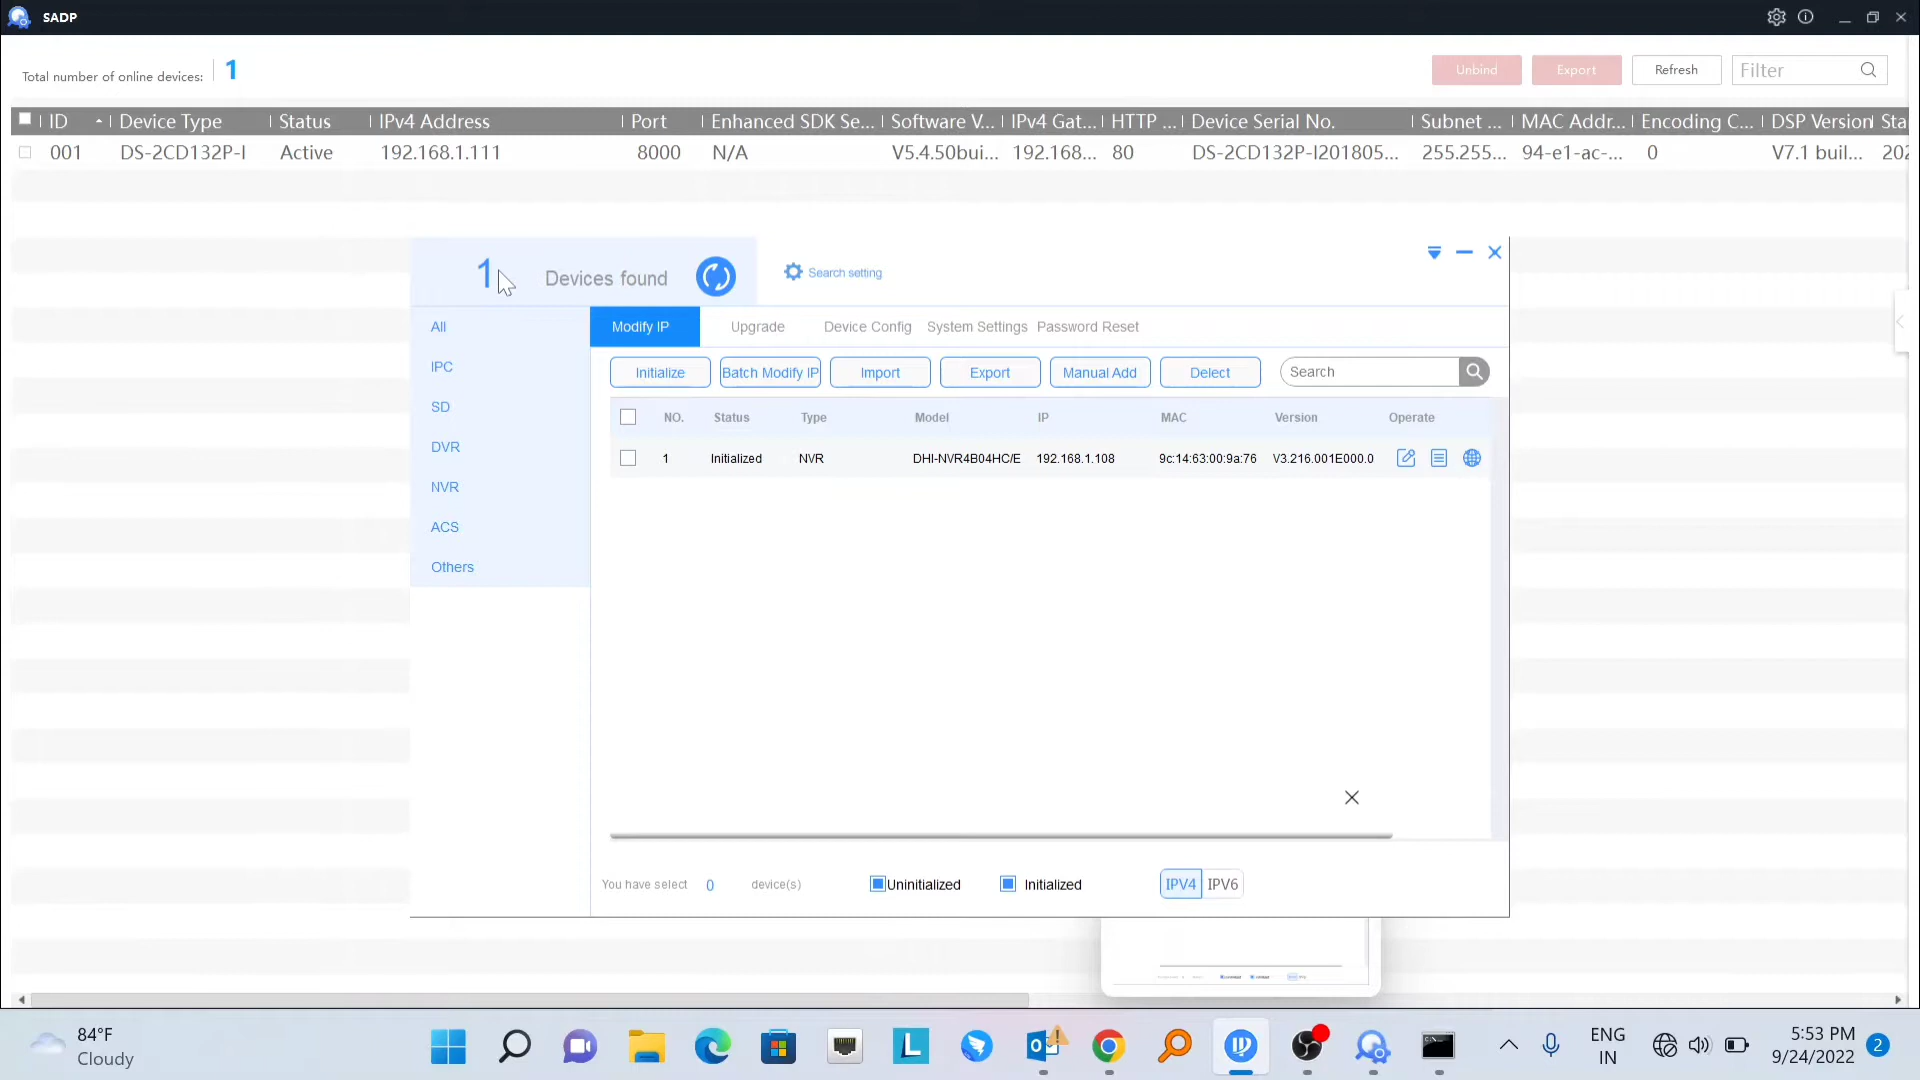 SADP
Total number of online devices: 1
Unbind Export Refresh Filter
ID Device Type Status IPv4 Address Port Enhanced SDK Se... Software V... IPv4 Gat... HTTP ... Device Serial No. Subnet ... MAC Addr... Encoding C... DSP Version Sta
001 DS-2CD132P-I Active 192.168.1.111 8000 N/A V5.4.50bui... 192.168... 80 DS-2CD132P-I201805... 255.255... 94-e1-ac-... 0 V7.1 buil... 202
1 Devices found Search setting
All
IPC
SD
DVR
NVR
ACS
Others
Modify IP Upgrade Device Config System Settings Password Reset
Initialize Batch Modify IP Import Export Manual Add Delect Search
NO. Status Type Model IP MAC Version Operate
1 Initialized NVR DHI-NVR4B04HC/E 192.168.1.108 9c:14:63:00:9a:76 V3.216.001E000.0
You have select 0 device(s) Uninitialized Initialized IPV4 IPV6
84°F
Cloudy
ENG
IN
5:53 PM
9/24/2022
2